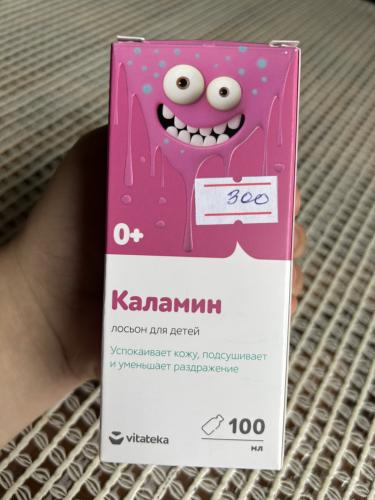 300
0+
Каламин
лосьон для детей
Успокаивает кожу, подсушивает
и уменьшает раздражение
vitateka
100
мл